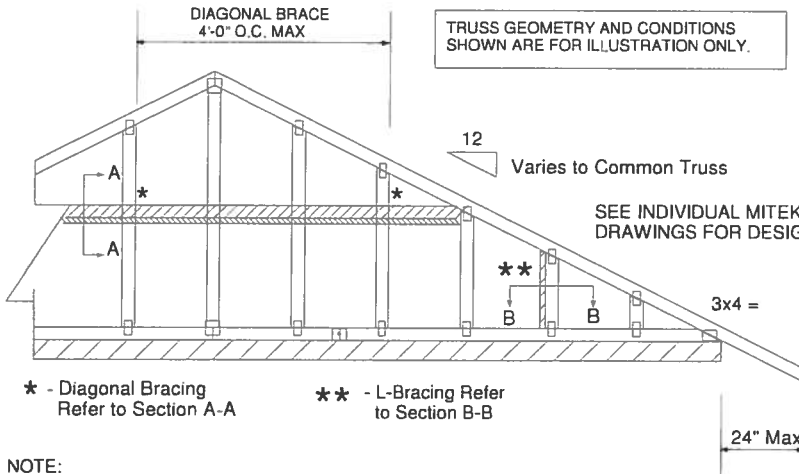 DIAGONAL BRACE
4'-0" O.C. MAX
TRUSS GEOMETRY AND CONDITIONS
SHOWN ARE FOR ILLUSTRATION ONLY.
12
Varies to Common Truss
A
*
*
SEE INDIVIDUAL MITEK
DRAWINGS FOR DESIG
A
**
B
B
3x4 =
* - Diagonal Bracing
Refer to Section A-A
** - L-Bracing Refer
to Section B-B
24" Max
NOTE: